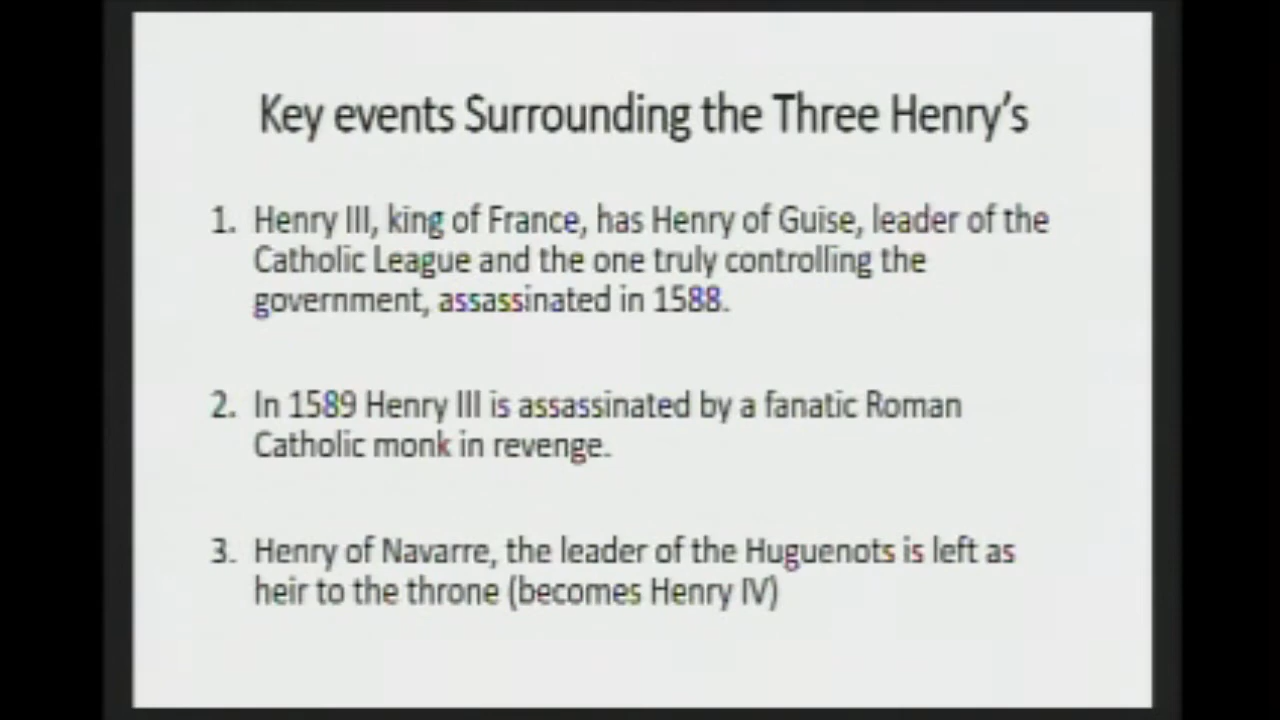 Key events Surrounding the Three Henry's
1. Henry III, king of France, has Henry of Guise, leader of the
Catholic League and the one truly controlling the
government, assassinated in 1588.
2. In 1589 Henry III is assassinated by a fanatic Roman
Catholic monk in revenge.
3. Henry of Navarre, the leader of the Huguenots is left as
heir to the throne (becomes Henry IV)